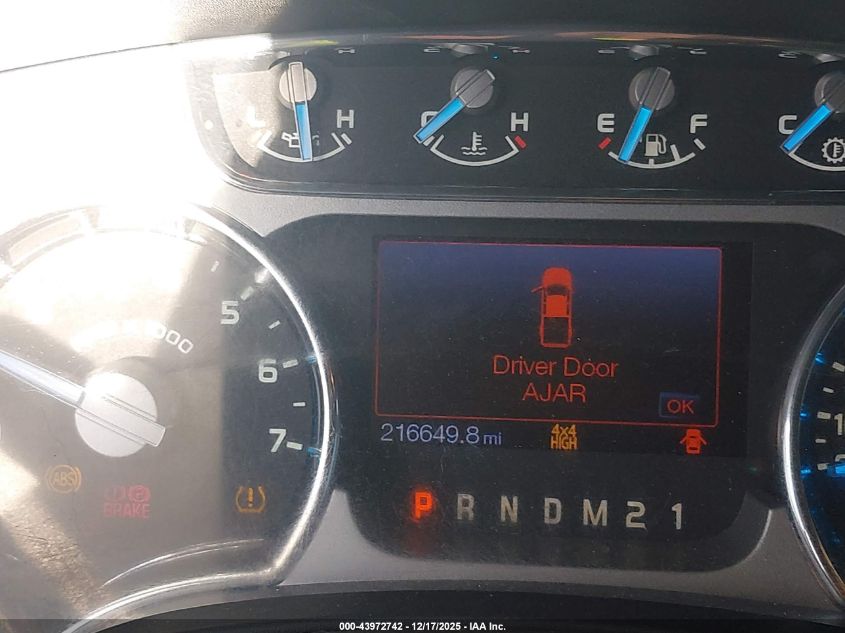 L H C H E F C
5
000
6
7
Driver Door
AJAR
OK
216649.8 mi
4x4
HIGH
ABS
BRAKE
P R N D M 2 1
000-43972742 - 12/17/2025 - IAA Inc.